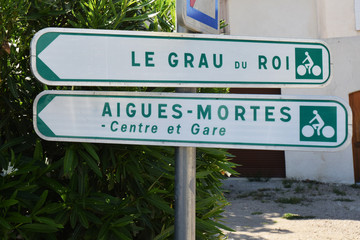 LE GRAU DU ROI
AIGUES-MORTES
- Centre et Gare